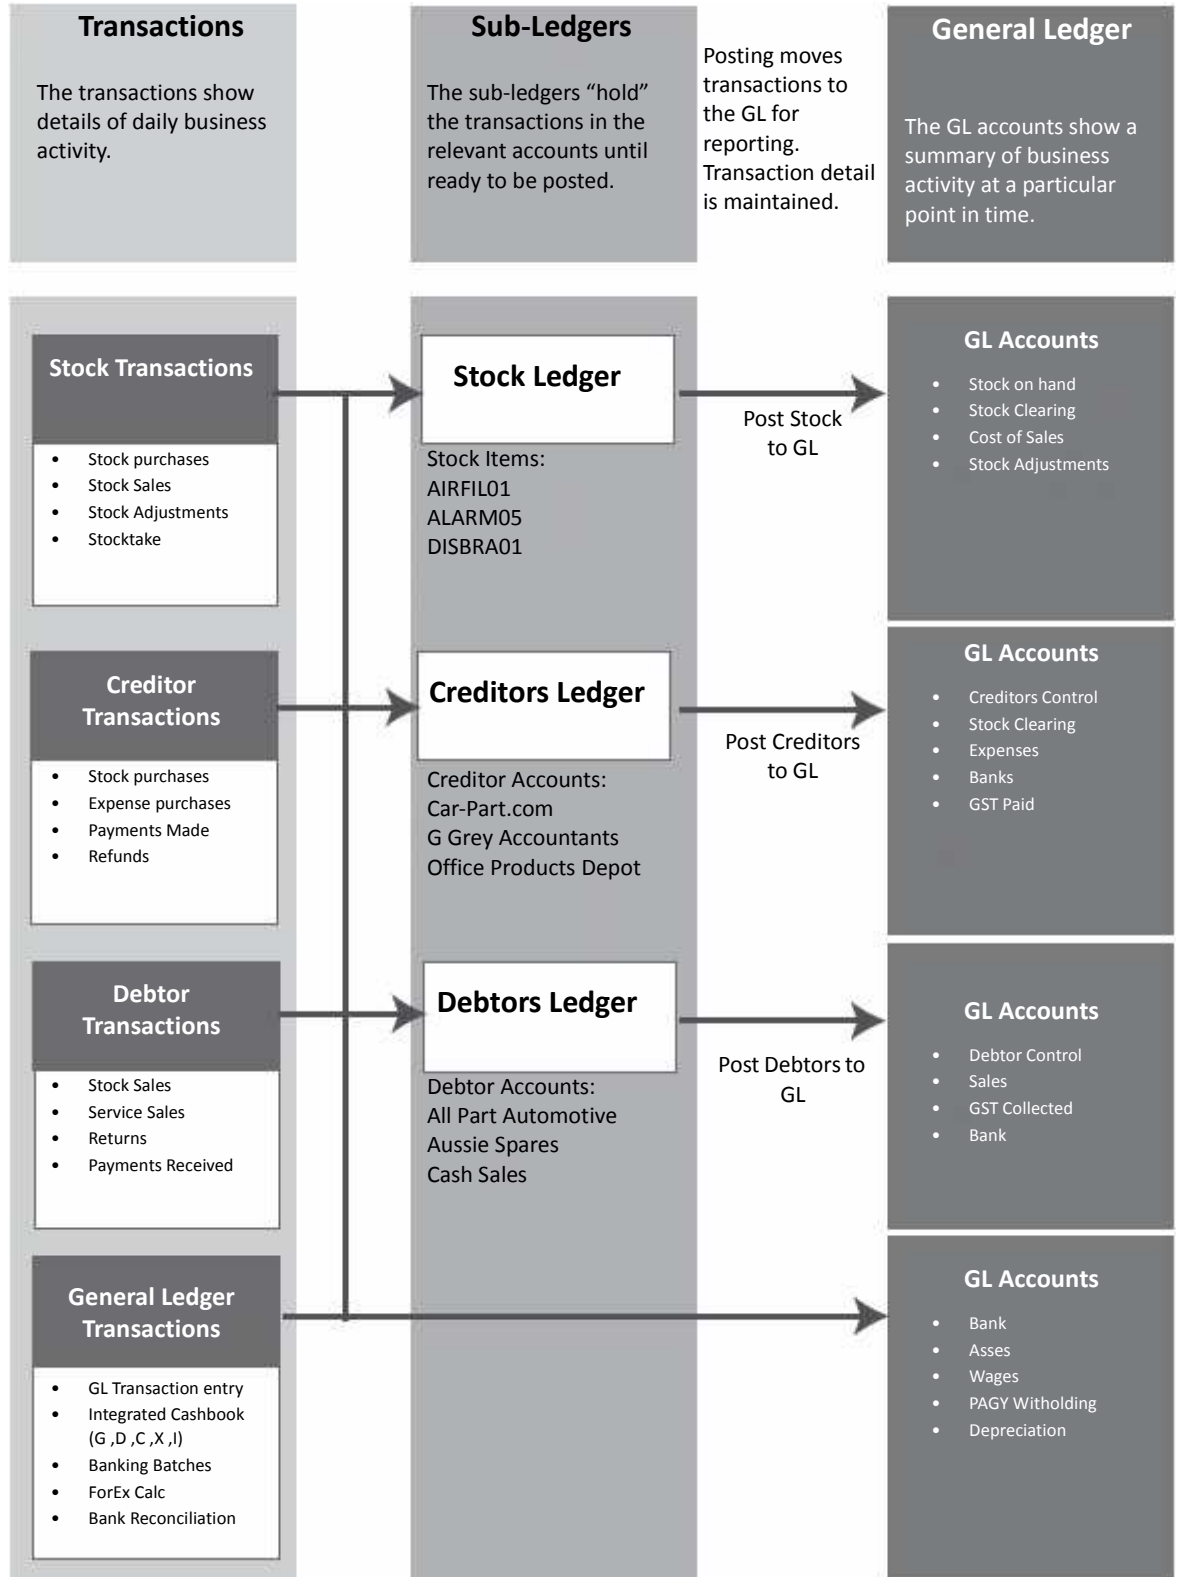 Transactions
The transactions show
details of daily business
activity.
Sub-Ledgers
The sub-ledgers “hold”
the transactions in the
relevant accounts until
ready to be posted.
Posting moves
transactions to
the GL for
reporting.
Transaction detail
is maintained.
General Ledger
The GL accounts show a
summary of business
activity at a particular
point in time.
Stock Transactions
• Stock purchases
• Stock Sales
• Stock Adjustments
• Stocktake
Stock Ledger
Stock Items:
AIRFIL01
ALARM05
DISBRA01
Post Stock
to GL
GL Accounts
• Stock on hand
• Stock Clearing
• Cost of Sales
• Stock Adjustments
Creditor
Transactions
• Stock purchases
• Expense purchases
• Payments Made
• Refunds
Creditors Ledger
Creditor Accounts:
Car-Part.com
G Grey Accountants
Office Products Depot
Post Creditors
to GL
GL Accounts
• Creditors Control
• Stock Clearing
• Expenses
• Banks
• GST Paid
Debtor
Transactions
• Stock Sales
• Service Sales
• Returns
• Payments Received
Debtors Ledger
Debtor Accounts:
All Part Automotive
Aussie Spares
Cash Sales
Post Debtors to
GL
GL Accounts
• Debtor Control
• Sales
• GST Collected
• Bank
General Ledger
Transactions
• GL Transaction entry
• Integrated Cashbook
(G ,D ,C ,X ,I)
• Banking Batches
• ForEx Calc
• Bank Reconciliation
GL Accounts
• Bank
• Asses
• Wages
• PAGY Witholding
• Depreciation